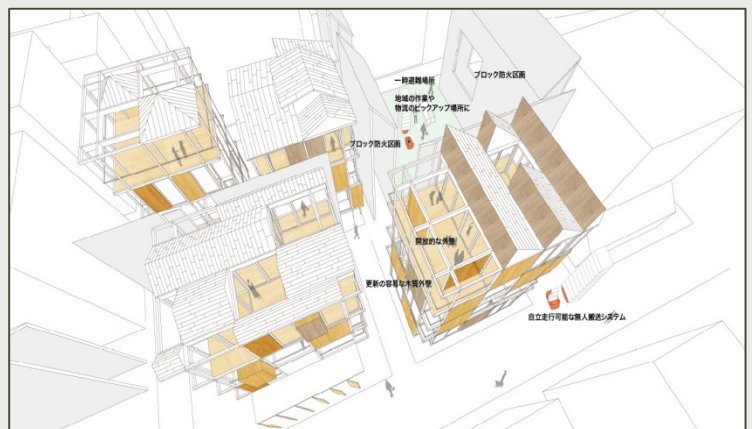 一時避難場所
ブロック防火区画
地域の作業や
物流のピックアップ場所に
ブロック防火区画
開放的な外壁
更新の容易な木質外壁
自立走行可能な無人搬送システム